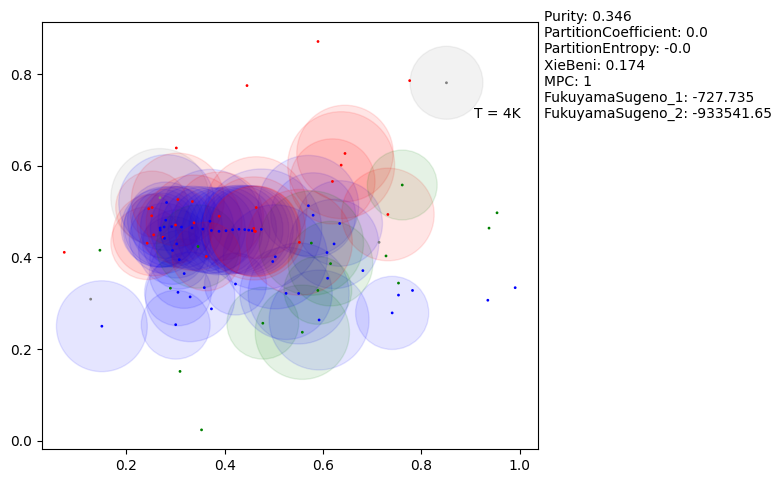 Purity: 0.346
PartitionCoefficient: 0.0
PartitionEntropy: -0.0
XieBeni: 0.174
MPC: 1
FukuyamaSugeno_1: -727.735
FukuyamaSugeno_2: -933541.65
T = 4K
0.8
0.6
0.4
0.2
0.0
0.2 0.4 0.6 0.8 1.0